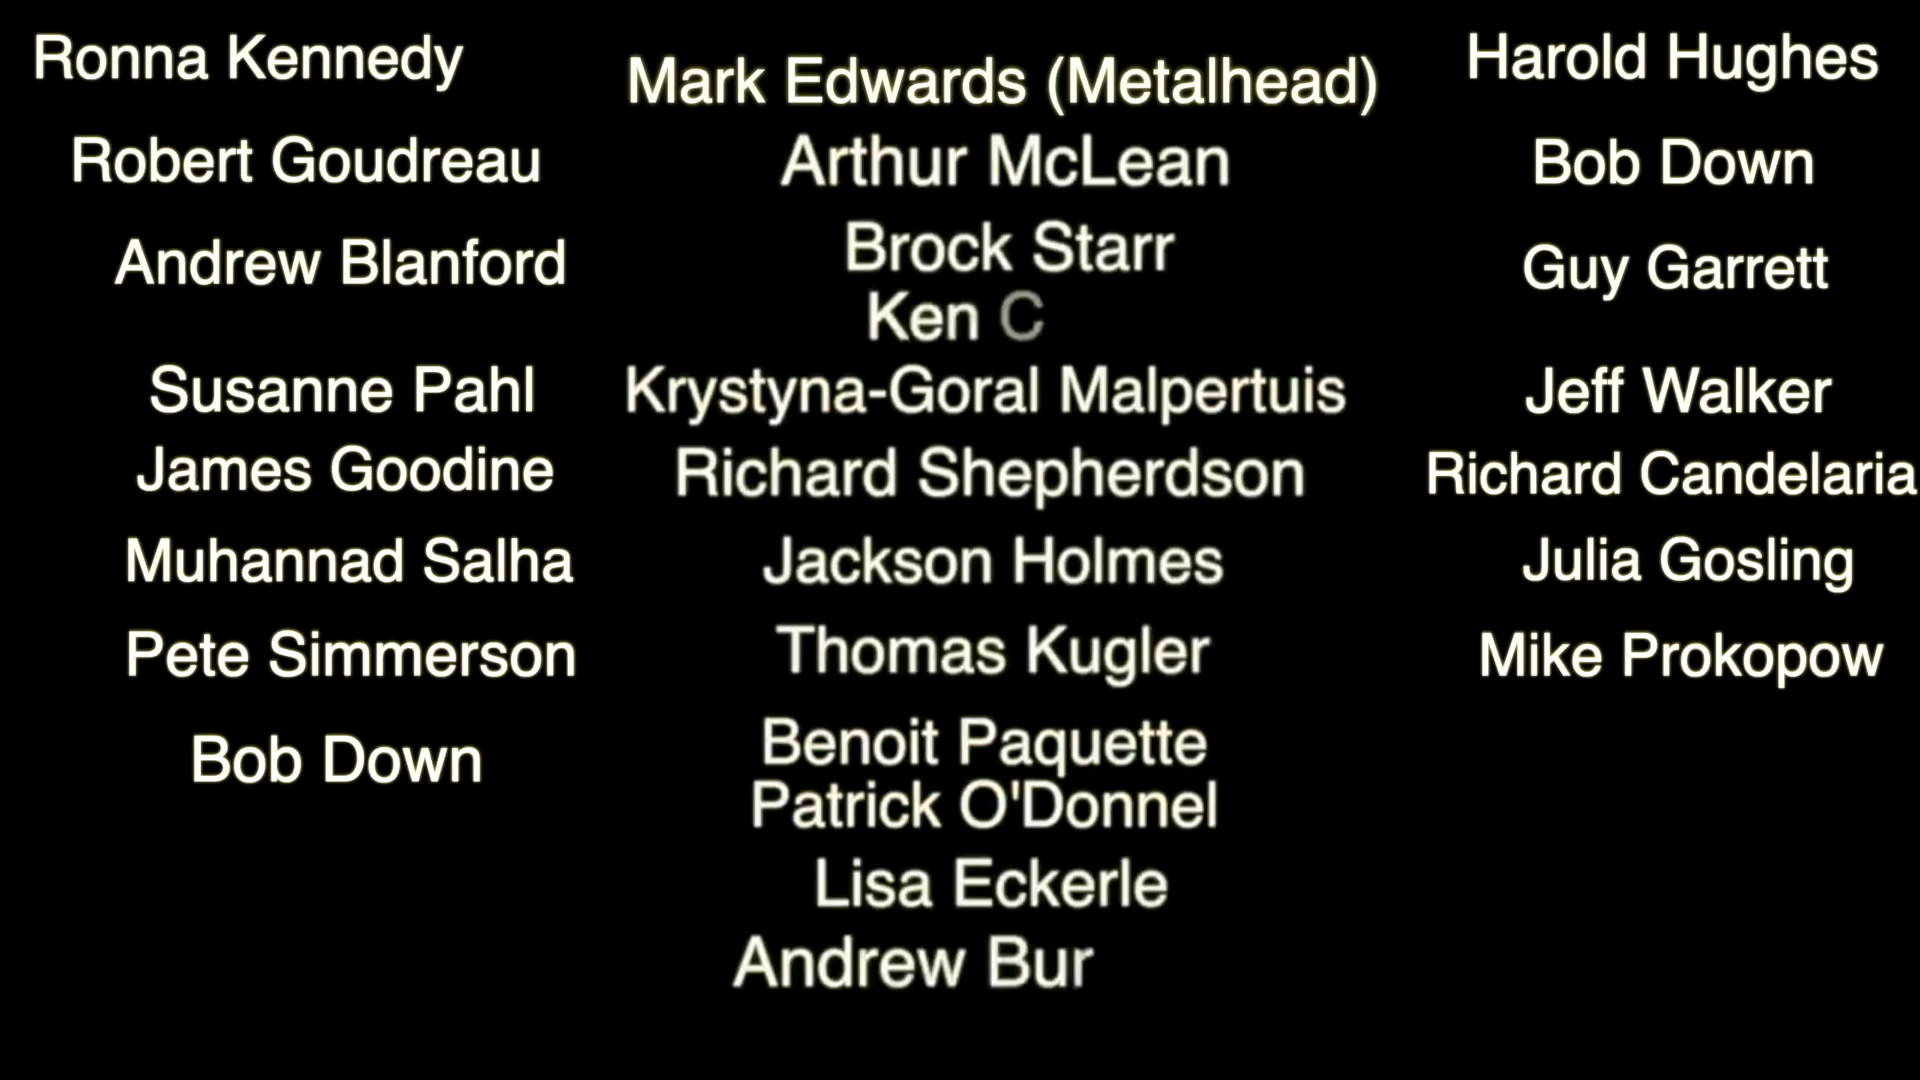 Ronna Kennedy
Robert Goudreau
Andrew Blanford
Susanne Pahl
James Goodine
Muhannad Salha
Pete Simmerson
Bob Down
Mark Edwards (Metalhead)
Arthur McLean
Brock Starr
Ken C
Krystyna-Goral Malpertuis
Richard Shepherdson
Jackson Holmes
Thomas Kugler
Benoit Paquette
Patrick O'Donnel
Lisa Eckerle
Andrew Bur
Harold Hughes
Bob Down
Guy Garrett
Jeff Walker
Richard Candelaria
Julia Gosling
Mike Prokopow